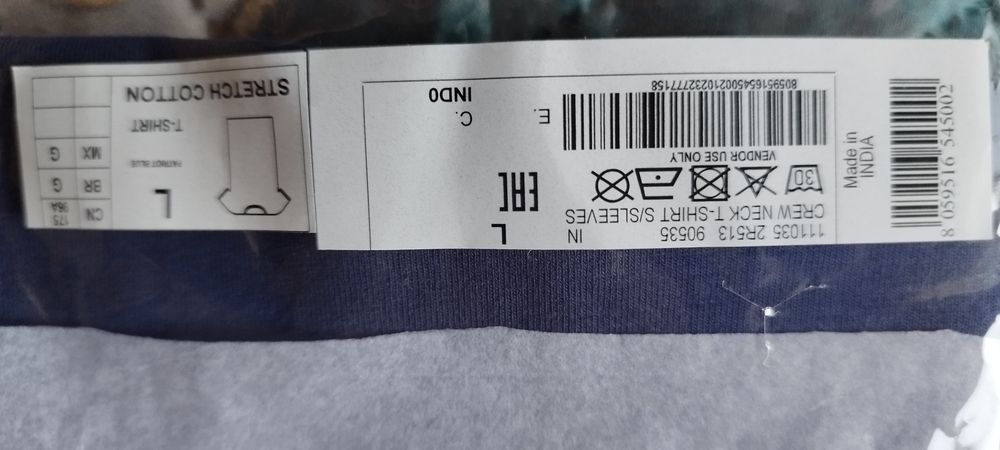 111035 2R513 90535 IN
CREW NECK T-SHIRT S/SLEEVES
30
VENDOR USE ONLY
805951654500210232777158
L
EAC
C. E.
IND0
Made in
INDIA
8 059516 545002
L
PATRIOT BLUE
T-SHIRT
STRETCH COTTON
CN 175
96A
BR G
MX G